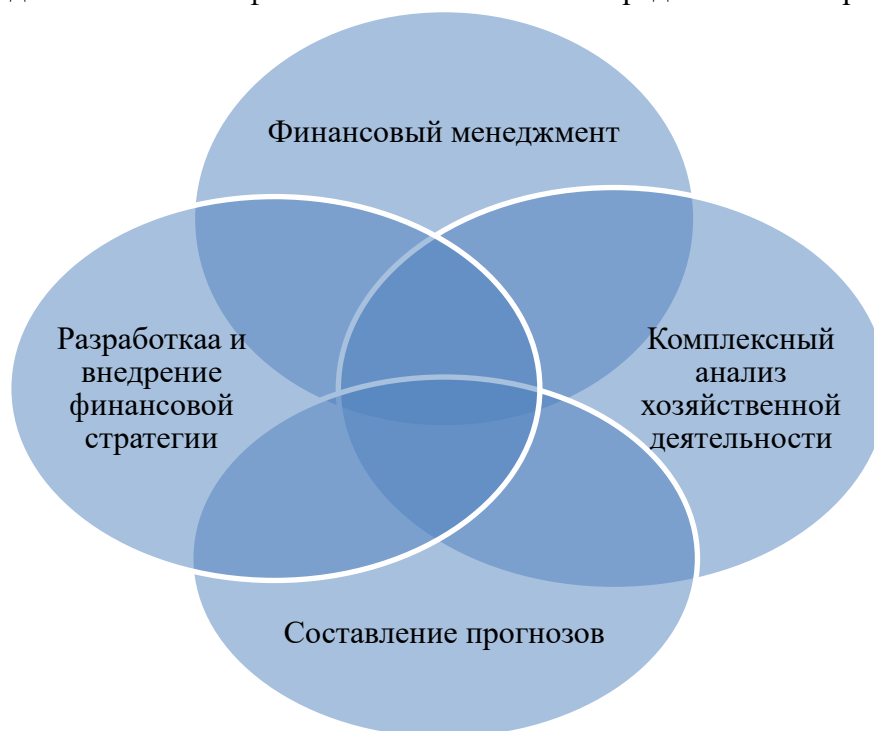 Финансовый менеджмент
Разработкаа и
внедрение
финансовой
стратегии
Комплексный
анализ
хозяйственной
деятельности
Составление прогнозов